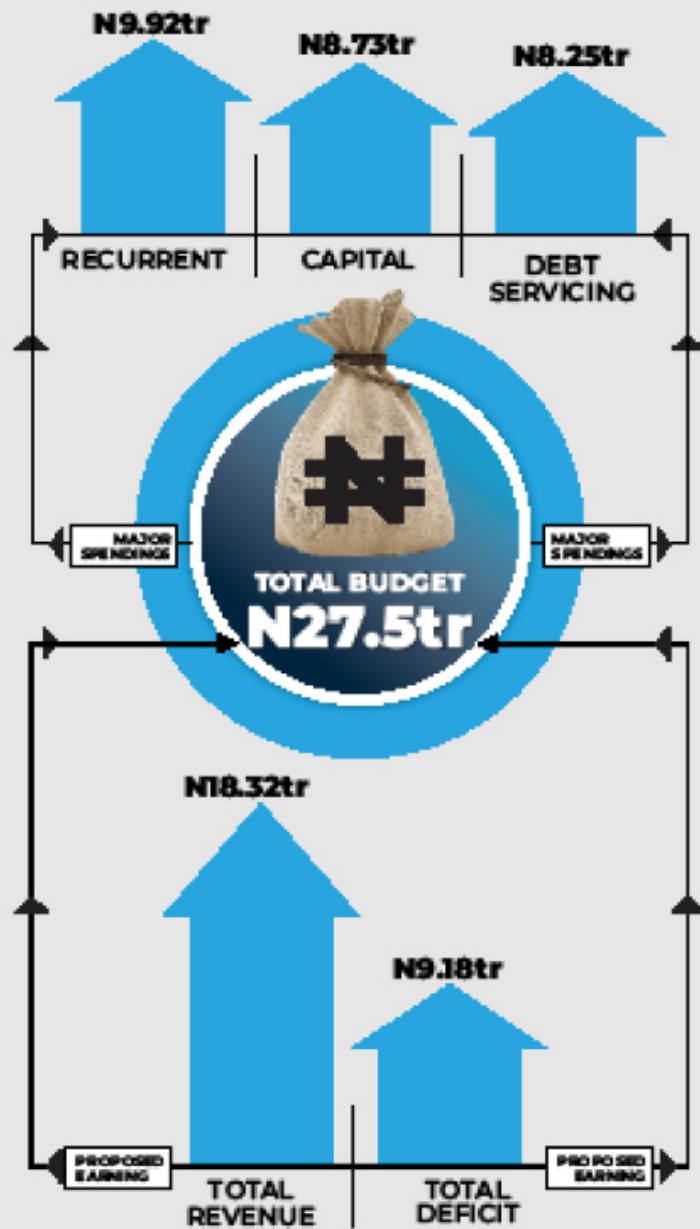 N9.92tr
N8.73tr
N8.25tr
RECURRENT
CAPITAL
DEBT
SERVICING
₦
MAJOR
SPENDINGS
MAJOR
SPENDINGS
TOTAL BUDGET
N27.5tr
N18.32tr
N9.18tr
PROPOSED
EARNING
PROPOSED
EARNING
TOTAL
REVENUE
TOTAL
DEFICIT